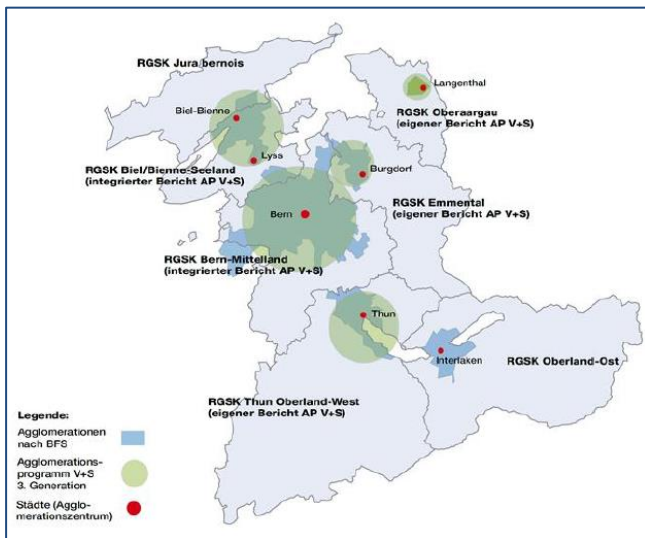 RGSK Jura bernois
Langenthal
Biel-Bienne
RGSK Oberaargau
(eigener Bericht AP V+S)
Lyss
RGSK Biel/Bienne-Seeland
(integrierter Bericht AP V+S)
Burgdorf
RGSK Emmental
(eigener Bericht AP V+S)
Bern
RGSK Bern-Mittelland
(integrierter Bericht AP V+S)
Thun
Interlaken
RGSK Oberland-Ost
RGSK Thun Oberland-West
(eigener Bericht AP V+S)
Legende:
Agglomerationen
nach BFS
Agglomerations-
programm V+S
3. Generation
Städte (Agglo-
merationszentrum)